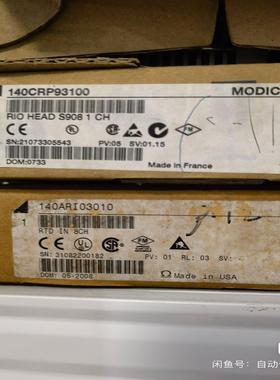 140CRP93100
MODIC
RIO HEAD S908 1 CH
SN:21073305543
PV:05 SV:01.15
DOM:0733
Made in France
140ARI03010
1
RTD IN 8CH
SN: 31082200182
PV: 01 RL: 03 SV: -
DOM: 05-2008
Made in USA
闲鱼号:自动